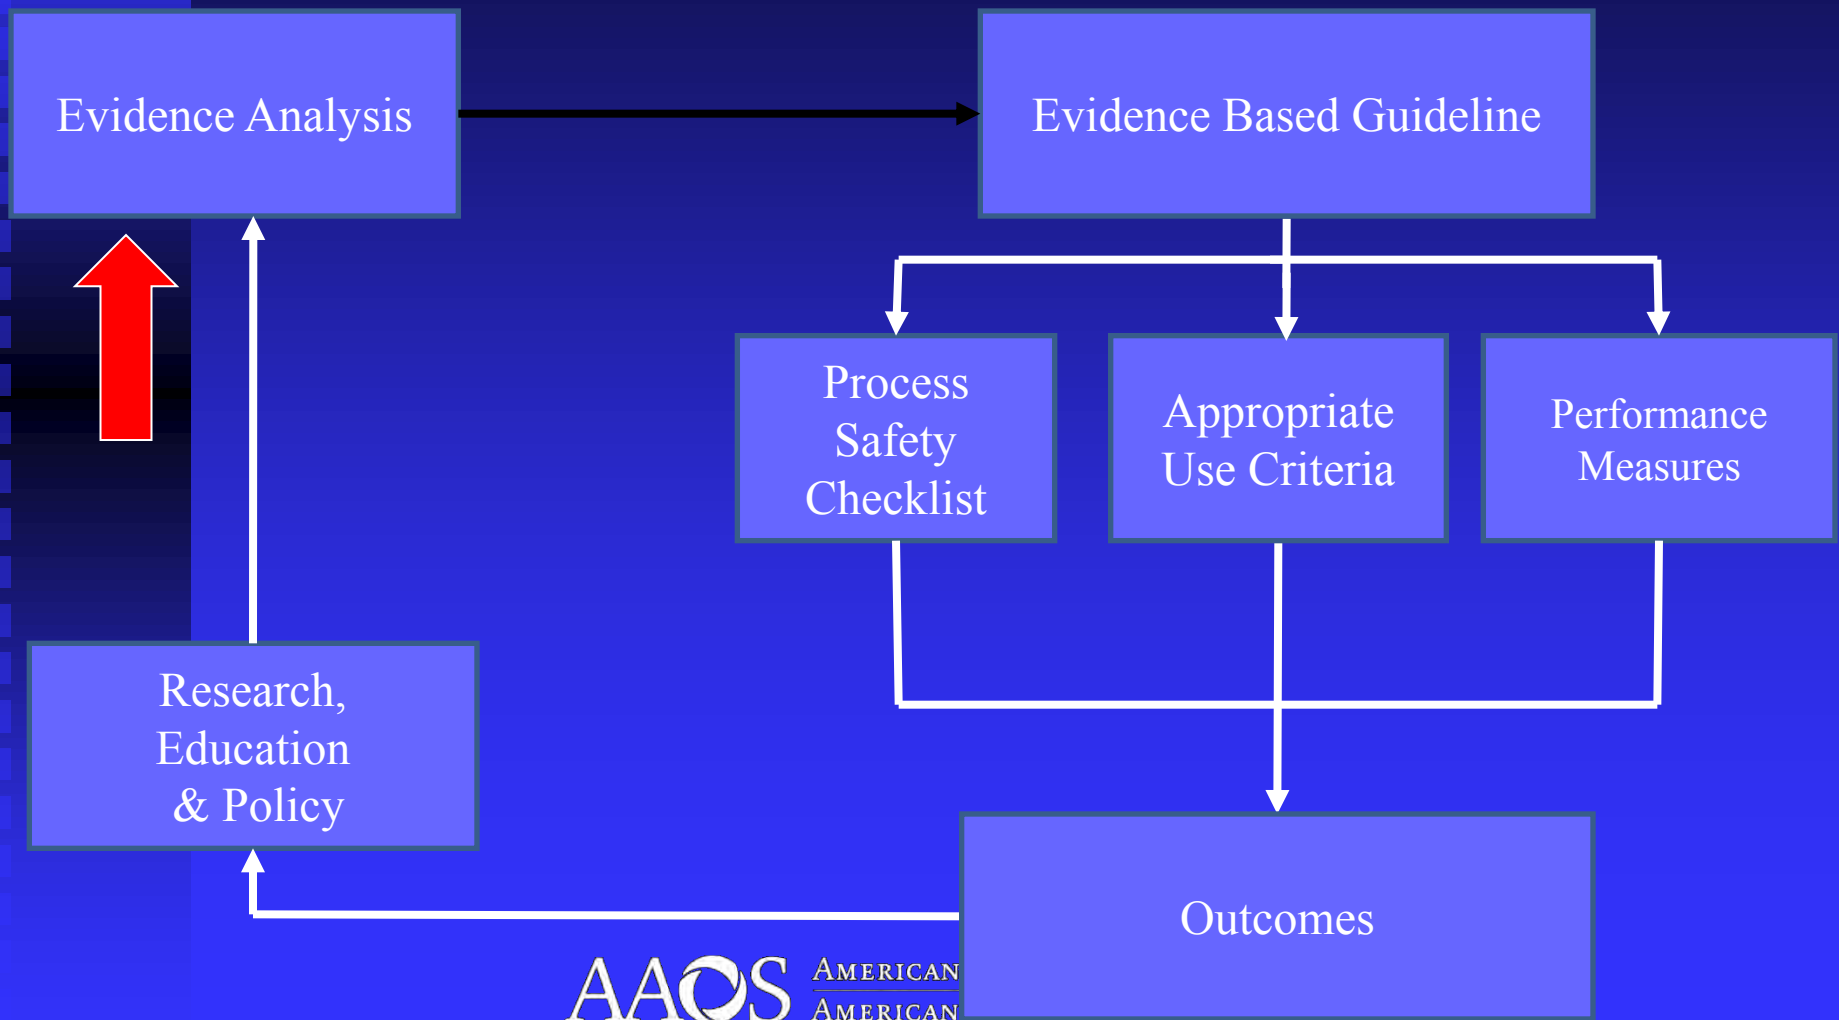 Evidence Analysis
Evidence Based Guideline
Process
Safety
Checklist
Appropriate
Use Criteria
Performance
Measures
Research,
Education
& Policy
Outcomes
AAOS
AMERICAN
AMERICAN